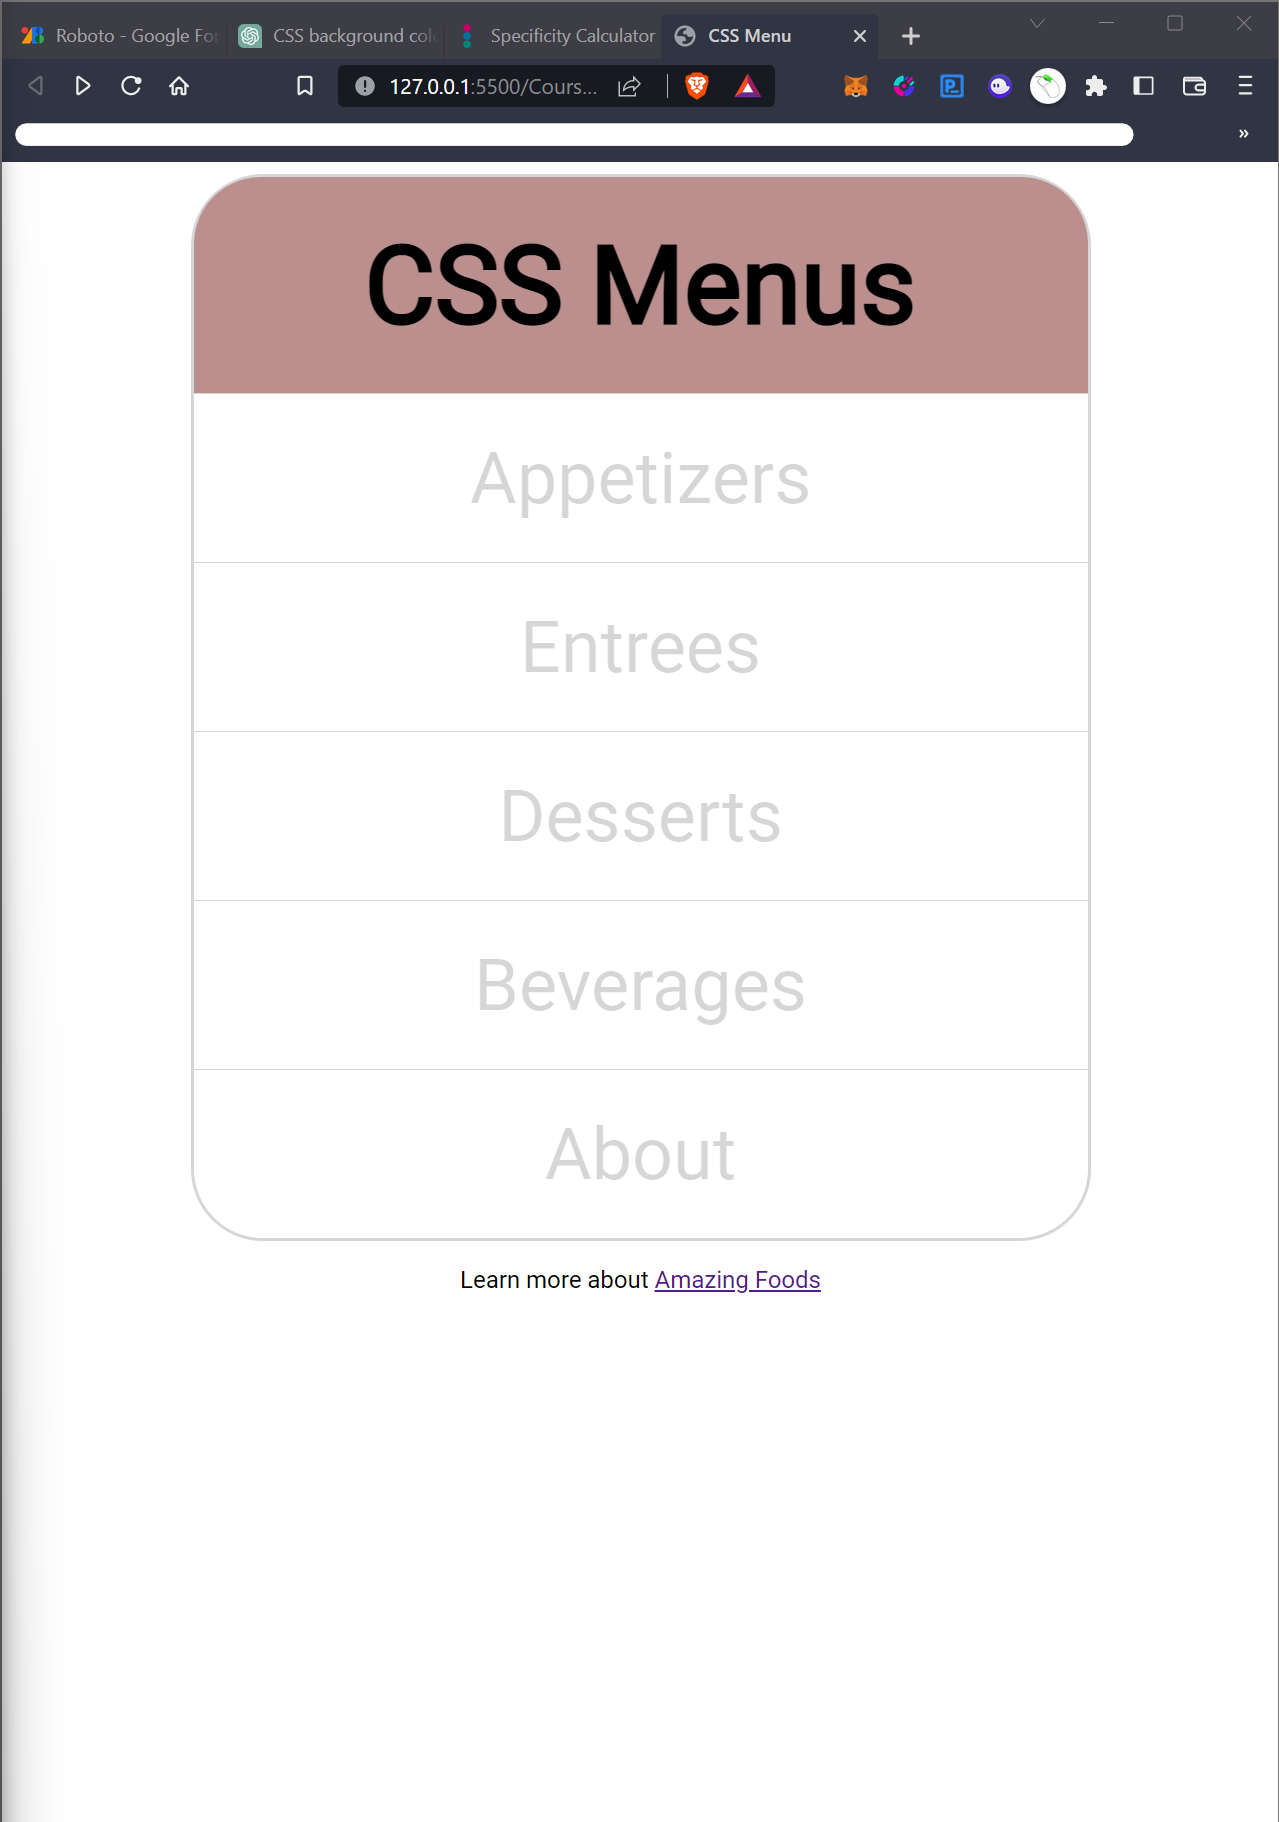 Roboto - Google For
CSS background col
Specificity Calculator
CSS Menu
127.0.0.1:5500/Cours...
CSS Menus
Appetizers
Entrees
Desserts
Beverages
About
Learn more about Amazing Foods